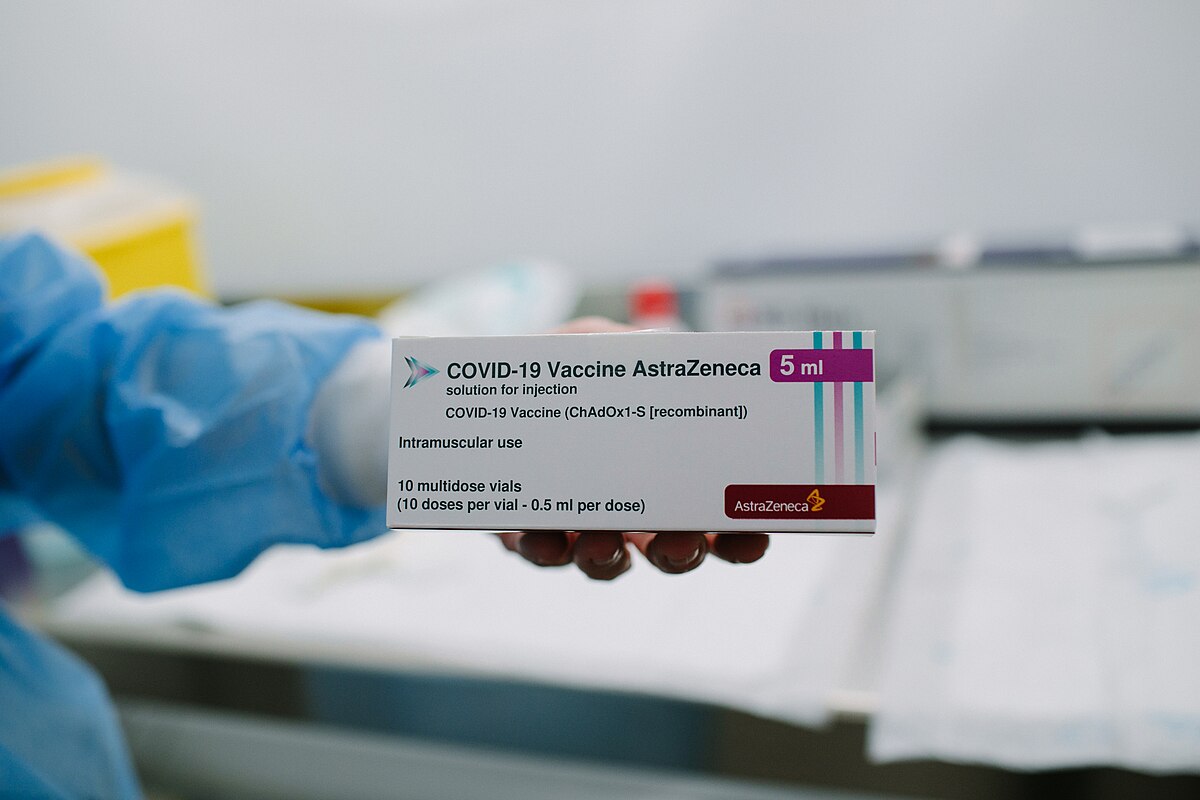 COVID-19 Vaccine AstraZeneca
5 ml
solution for injection
COVID-19 Vaccine (ChAdOx1-S [recombinant])
Intramuscular use
10 multidose vials
(10 doses per vial - 0.5 ml per dose)
AstraZeneca